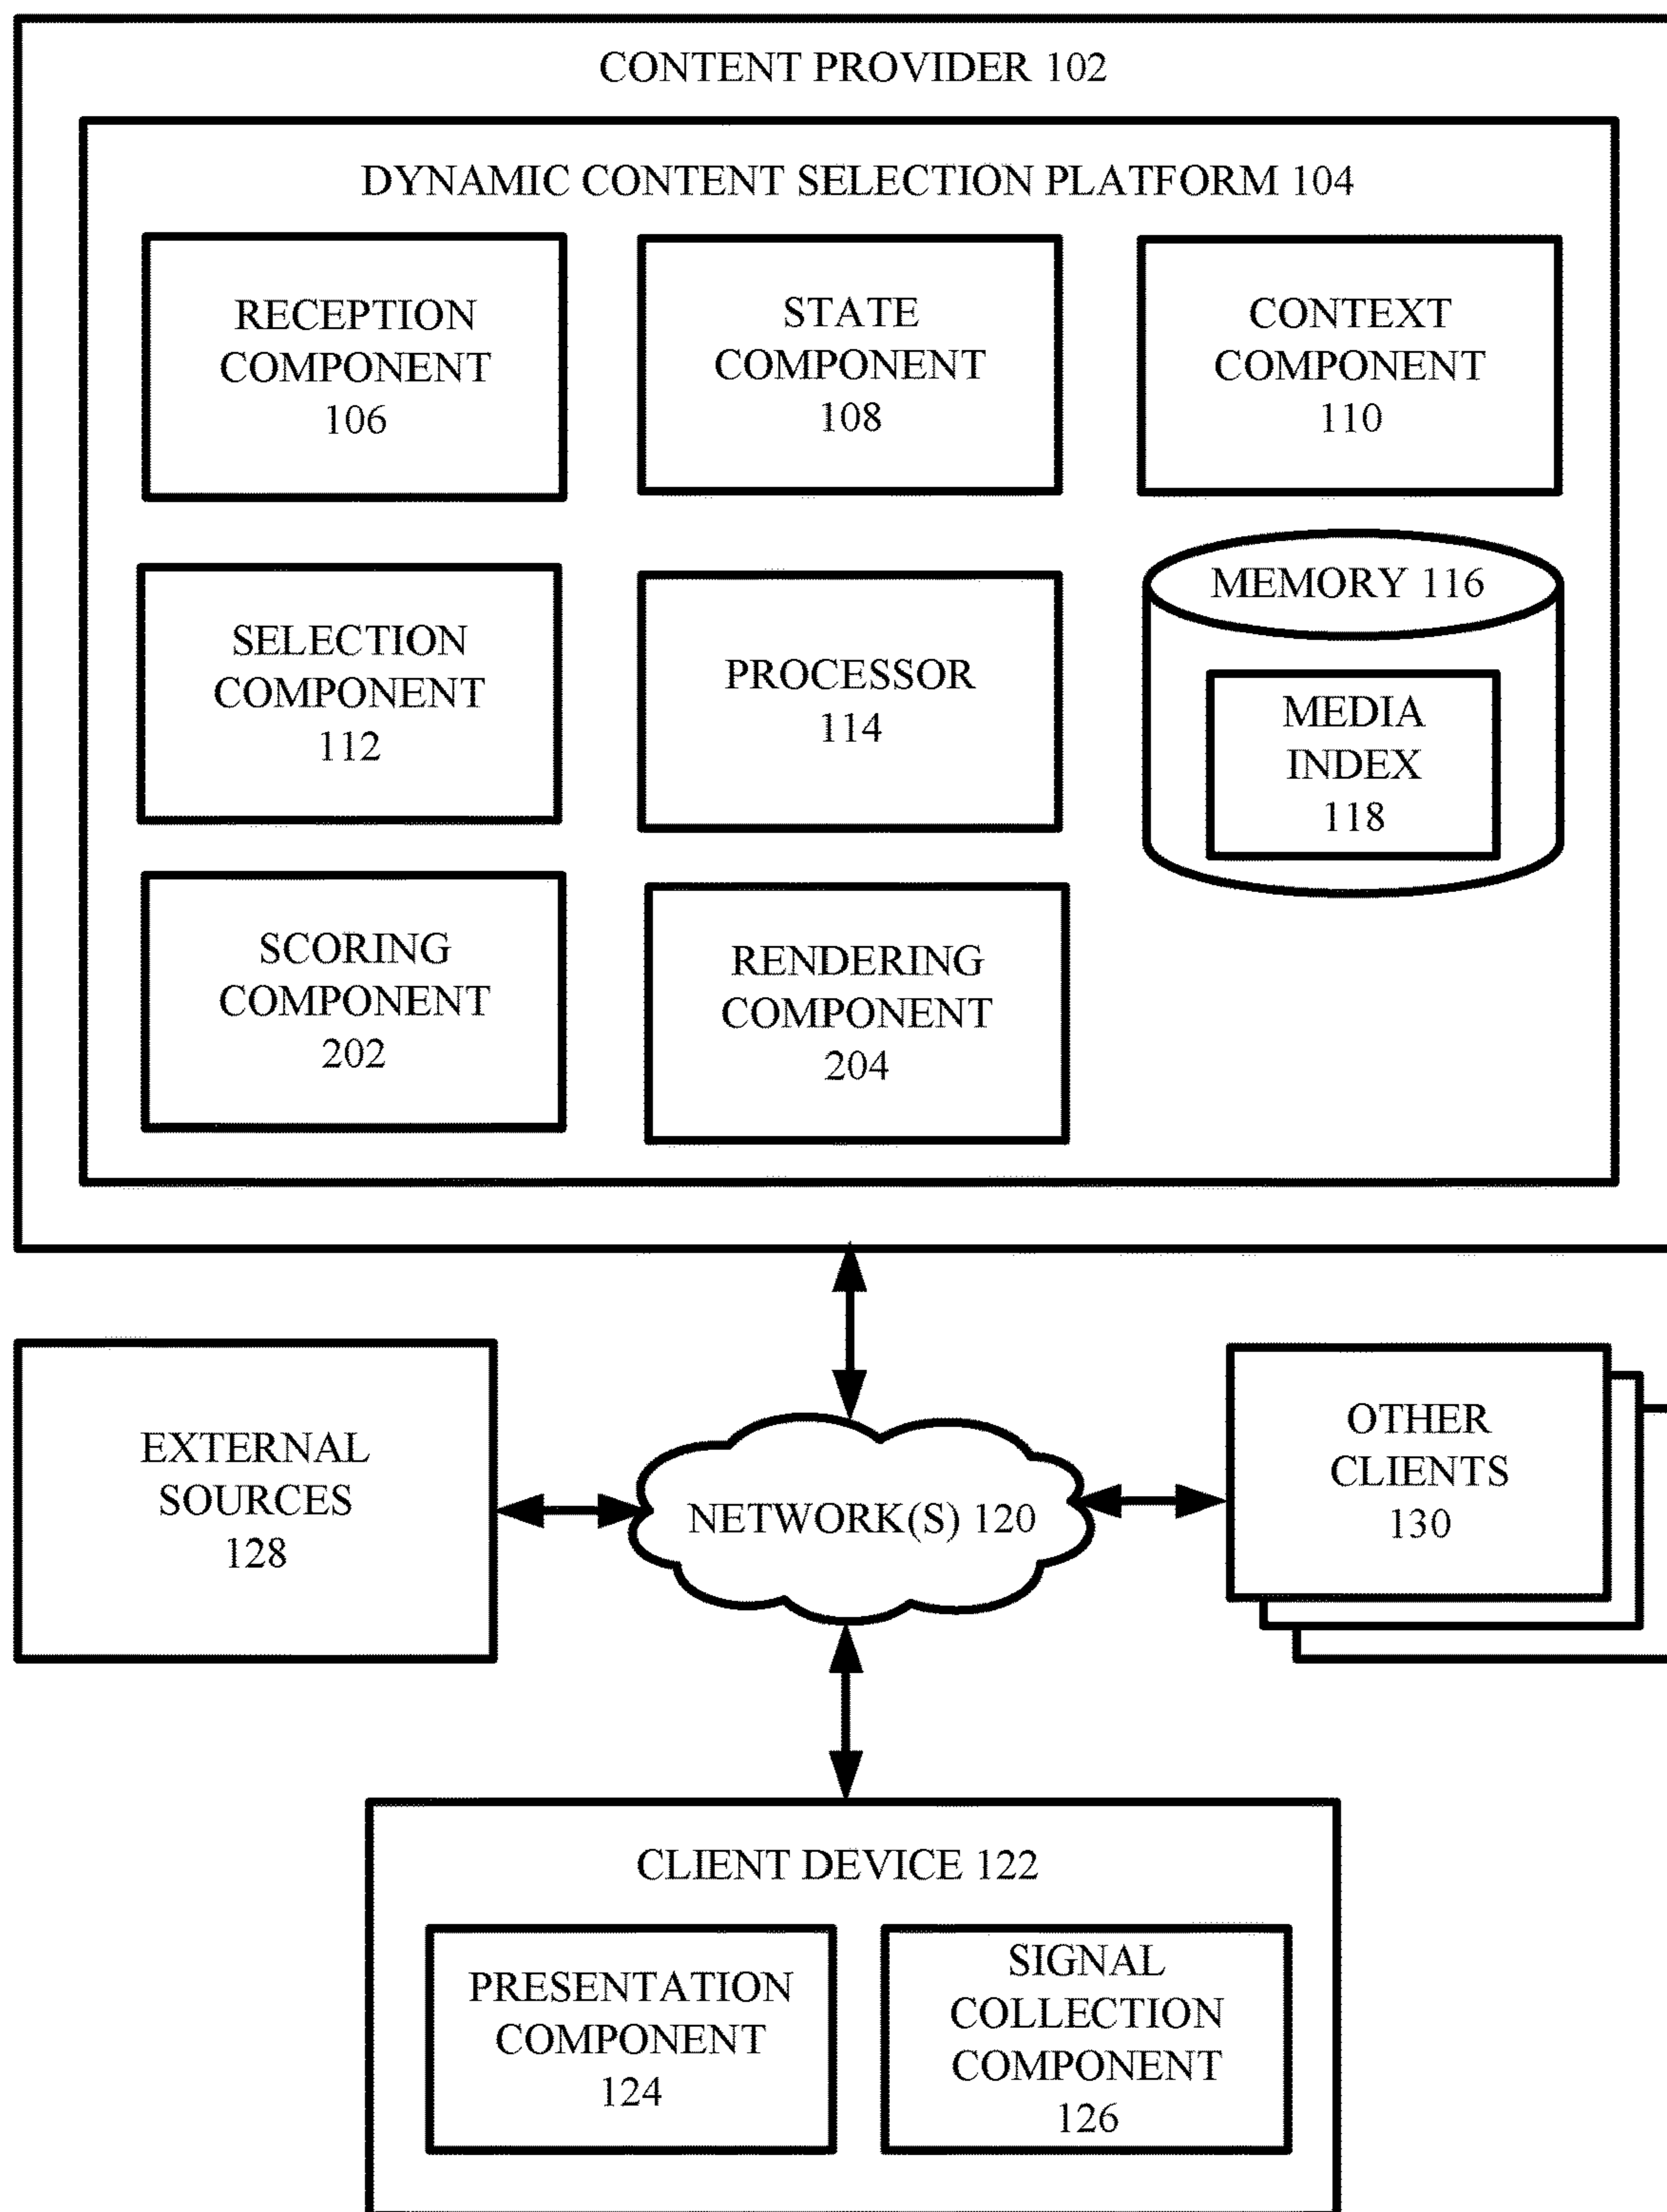 CONTENT PROVIDER 102
DYNAMIC CONTENT SELECTION PLATFORM 104
RECEPTION
COMPONENT
106
STATE
COMPONENT
108
CONTEXT
COMPONENT
110
SELECTION
COMPONENT
112
PROCESSOR
114
MEMORY 116
MEDIA
INDEX
118
SCORING
COMPONENT
202
RENDERING
COMPONENT
204
EXTERNAL
SOURCES
128
NETWORK(S) 120
OTHER
CLIENTS
130
CLIENT DEVICE 122
PRESENTATION
COMPONENT
124
SIGNAL
COLLECTION
COMPONENT
126